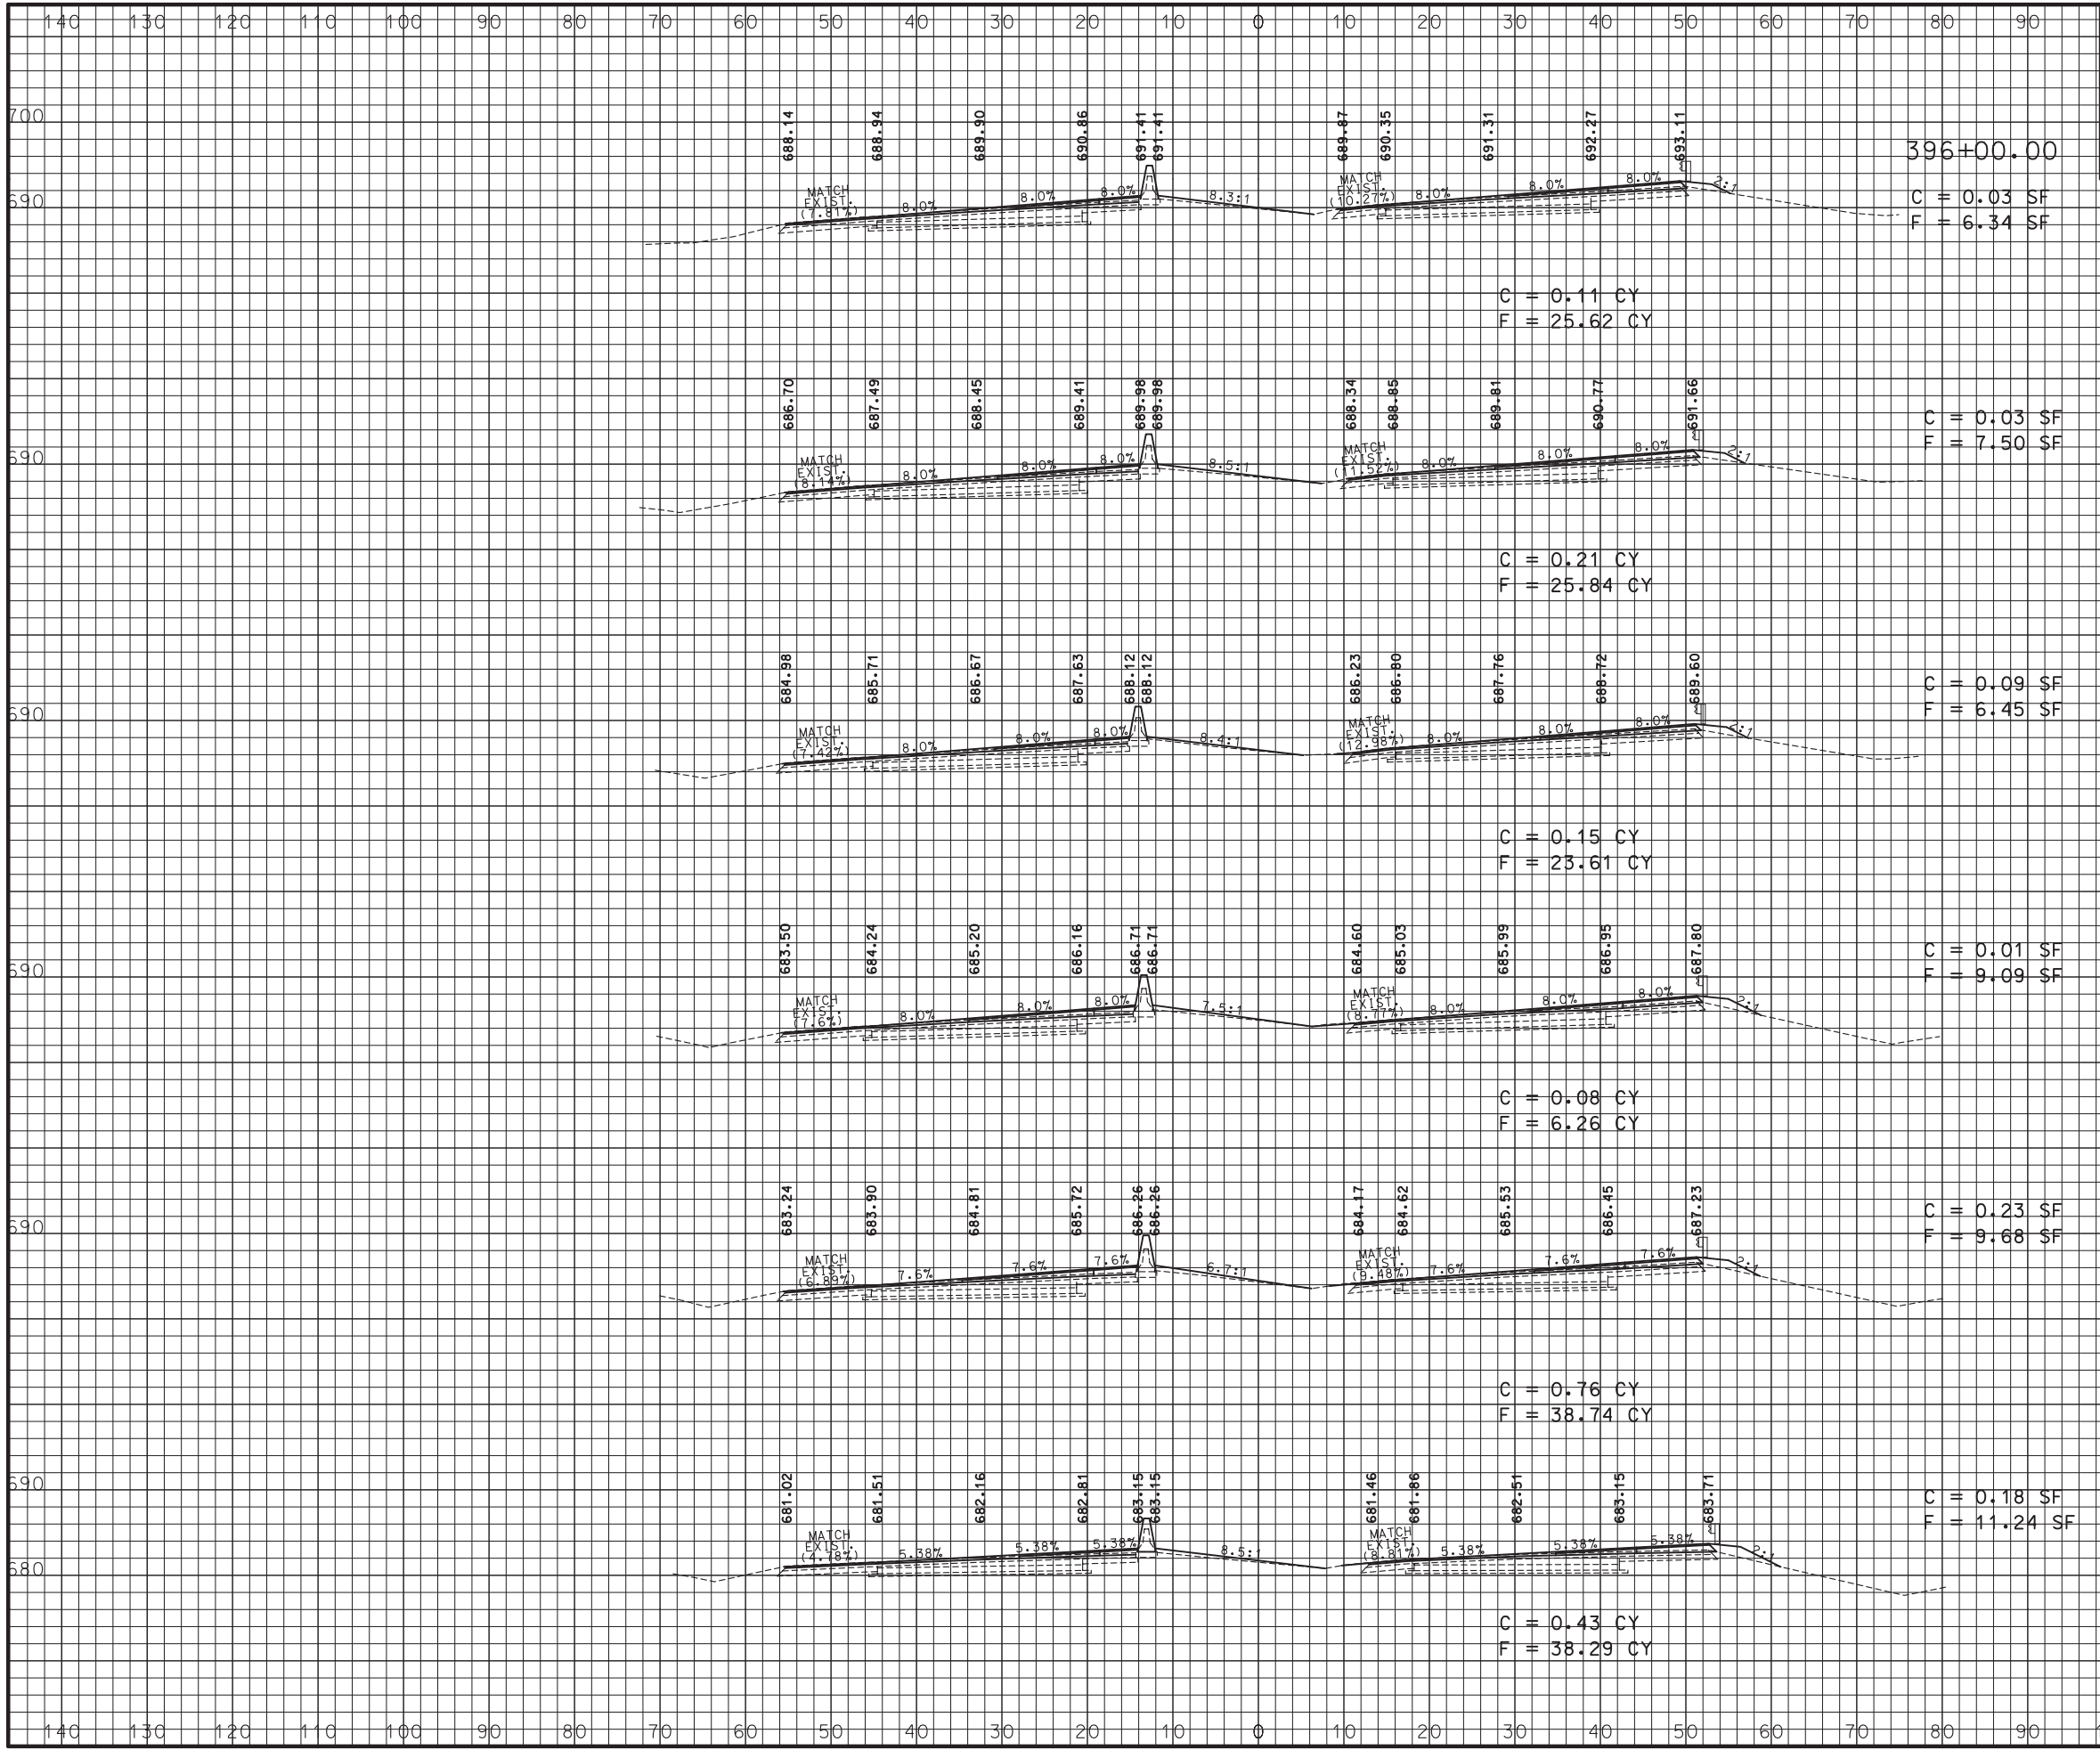 140 130 120 110 100 90 80 70 60 50 40 30 20 10 0 10 20 30 40 50 60 70 80 90
700
688.14 688.94 689.90 690.86 691.41 691.41 689.87 690.35 691.31 692.27 693.11
396+00.00
690
MATCH
EXIST.
(7.81%)
8.0% 8.0% 8.0% 8.3:1
MATCH
EXIST.
(10.27%)
8.0% 8.0% 8.0% 2:1
C = 0.03 SF
F = 6.34 SF
C = 0.11 CY
F = 25.62 CY
686.70 687.49 688.45 689.41 689.98 689.98 688.34 688.85 689.81 690.77 691.66
690
MATCH
EXIST.
(8.14%)
8.0% 8.0% 8.0% 8.5:1
MATCH
EXIST.
(11.52%)
8.0% 8.0% 8.0% 2:1
C = 0.03 SF
F = 7.50 SF
C = 0.21 CY
F = 25.84 CY
684.98 685.71 686.67 687.63 688.12 688.12 686.23 686.80 687.76 688.72 689.60
690
MATCH
EXIST.
(7.42%)
8.0% 8.0% 8.0% 8.4:1
MATCH
EXIST.
(12.98%)
8.0% 8.0% 8.0% 2:1
C = 0.09 SF
F = 6.45 SF
C = 0.15 CY
F = 23.61 CY
683.50 684.24 685.20 686.16 686.71 686.71 684.60 685.03 685.99 686.95 687.80
690
MATCH
EXIST.
(7.6%)
8.0% 8.0% 8.0% 7.5:1
MATCH
EXIST.
(8.77%)
8.0% 8.0% 8.0% 2:1
C = 0.01 SF
F = 9.09 SF
C = 0.08 CY
F = 6.26 CY
683.24 683.90 684.81 685.72 686.26 686.26 684.17 684.62 685.53 686.45 687.23
690
MATCH
EXIST.
(6.89%)
7.6% 7.6% 7.6% 6.7:1
MATCH
EXIST.
(9.48%)
7.6% 7.6% 7.6% 2:1
C = 0.23 SF
F = 9.68 SF
C = 0.76 CY
F = 38.74 CY
690
681.02 681.51 682.16 682.81 683.15 683.15 681.46 681.86 682.51 683.15 683.71
MATCH
EXIST.
(4.78%)
5.38% 5.38% 5.38% 8.5:1
MATCH
EXIST.
(8.81%)
5.38% 5.38% 5.38% 2:1
C = 0.18 SF
F = 11.24 SF
680
C = 0.43 CY
F = 38.29 CY
140 130 120 110 100 90 80 70 60 50 40 30 20 10 0 10 20 30 40 50 60 70 80 90